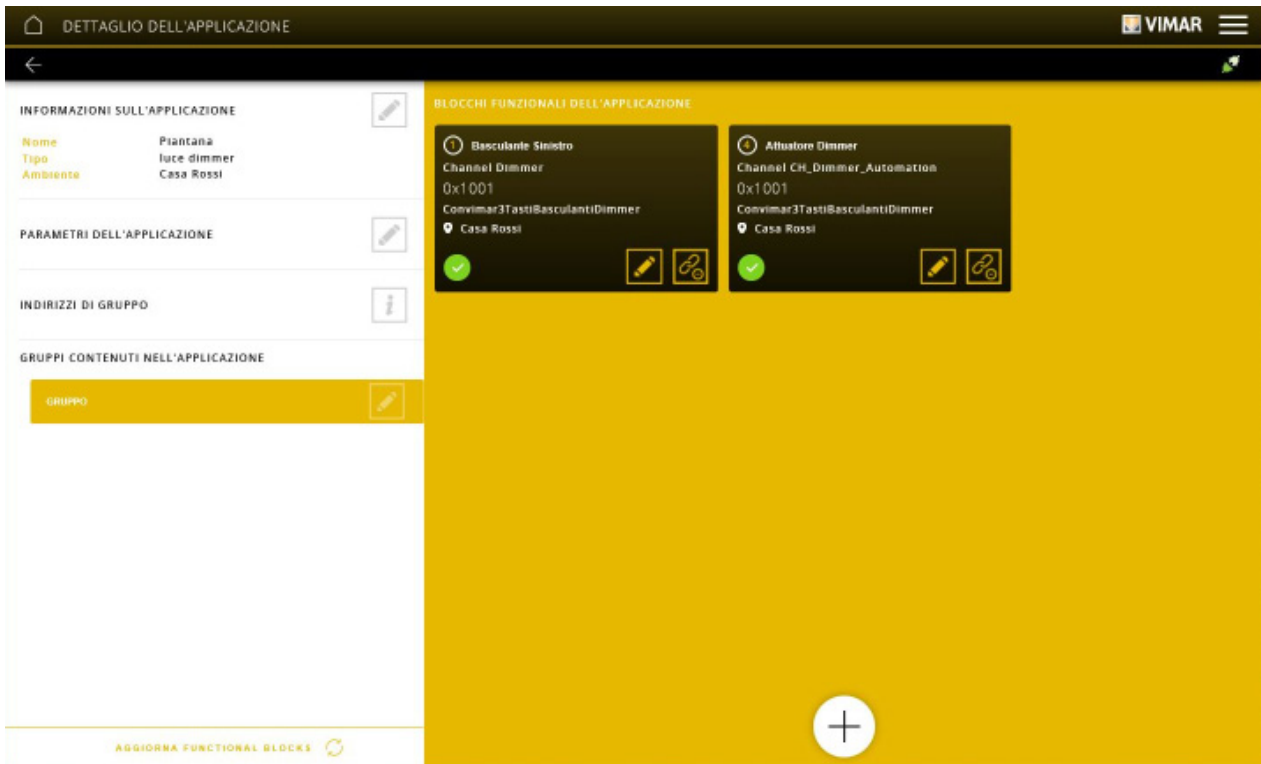 DETTAGLIO DELL'APPLICAZIONE
VIMAR
INFORMAZIONI SULL'APPLICAZIONE
Nome Piantana
Tipo luce dimmer
Ambiente Casa Rossi
PARAMETRI DELL'APPLICAZIONE
INDIRIZZI DI GRUPPO
GRUPPI CONTENUTI NELL'APPLICAZIONE
GRUPPO
AGGIORNA FUNCTIONAL BLOCKS
BLOCCHI FUNZIONALI DELL'APPLICAZIONE
1 Basculante Sinistro
Channel Dimmer
0x1001
Convimar3TastiBasculantiDimmer
Casa Rossi
4 Attuatore Dimmer
Channel CH_Dimmer_Automation
0x1001
Convimar3TastiBasculantiDimmer
Casa Rossi